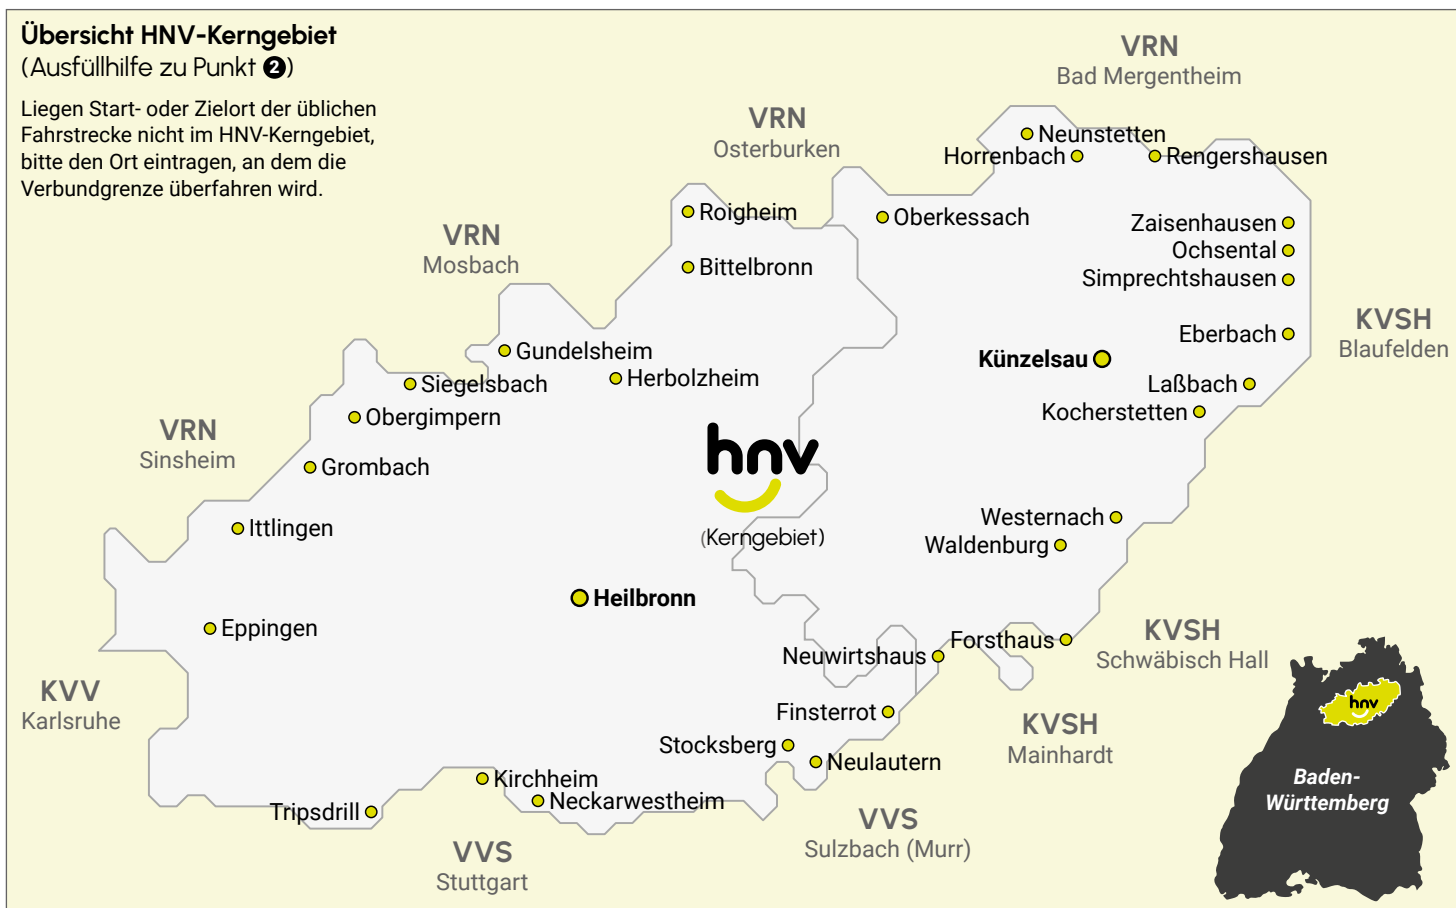 Übersicht HNV-Kerngebiet
(Ausfüllhilfe zu Punkt ❷)
Liegen Start- oder Zielort der üblichen
Fahrstrecke nicht im HNV-Kerngebiet,
bitte den Ort eintragen, an dem die
Verbundgrenze überfahren wird.
VRN
Bad Mergentheim
VRN
Osterburken
Neunstetten
Horrenbach
Rengershausen
Roigheim
Oberkessach
Zaisenhausen
VRN
Mosbach
Ochsental
Bittelbronn
Simprechtshausen
KVSH
Blaufelden
Eberbach
Gundelsheim
Künzelsau
Siegelsbach
Herbolzheim
Laßbach
Obergimpern
Kocherstetten
VRN
Sinsheim
hnv
(Kerngebiet)
Grombach
Ittlingen
Westernach
Waldenburg
Heilbronn
Eppingen
Forsthaus
KVSH
Schwäbisch Hall
Neuwirtshaus
KVV
Karlsruhe
Finsterrot
KVSH
Mainhardt
hnv
Stocksberg
Neulautern
Kirchheim
Neckarwestheim
Tripsdrill
Baden-
Württemberg
VVS
Sulzbach (Murr)
VVS
Stuttgart